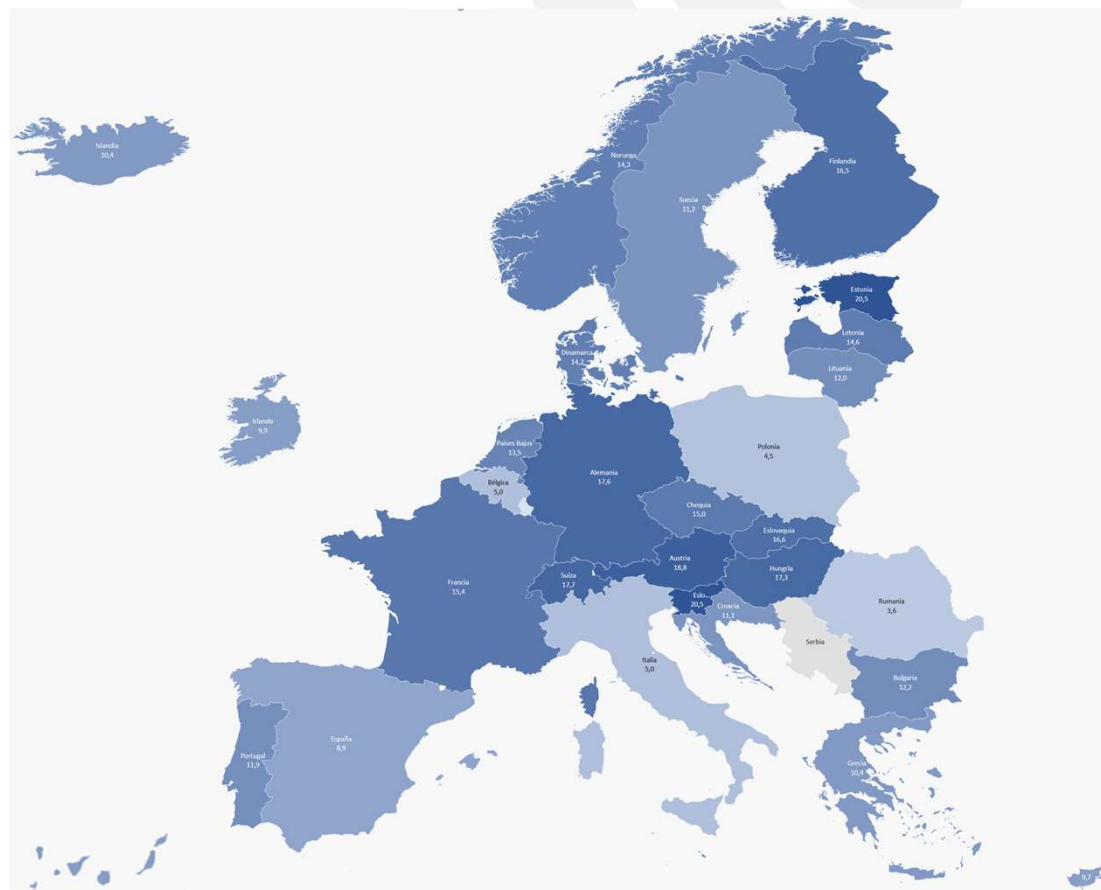 Islandia
10,4
Noruega
14,3
Finlandia
16,5
Suecia
11,2
Estonia
20,5
Letonia
14,6
Lituania
12,0
Dinamarca
14,2
Irlanda
9,9
Países Bajos
13,5
Polonia
4,5
Alemania
17,6
Bélgica
5,0
Chequia
15,0
Eslovaquia
16,6
Austria
18,8
Hungría
17,3
Suiza
17,7
Francia
15,4
Eslo...
20,5
Croacia
11,1
Rumania
3,6
Serbia
Italia
5,0
Bulgaria
12,2
España
8,9
Portugal
11,9
Grecia
10,4
9,7